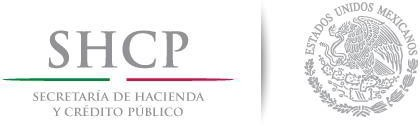 SHCP
SECRETARÍA DE HACIENDA
Y CRÉDITO PÚBLICO
ESTADOS UNIDOS MEXICANOS